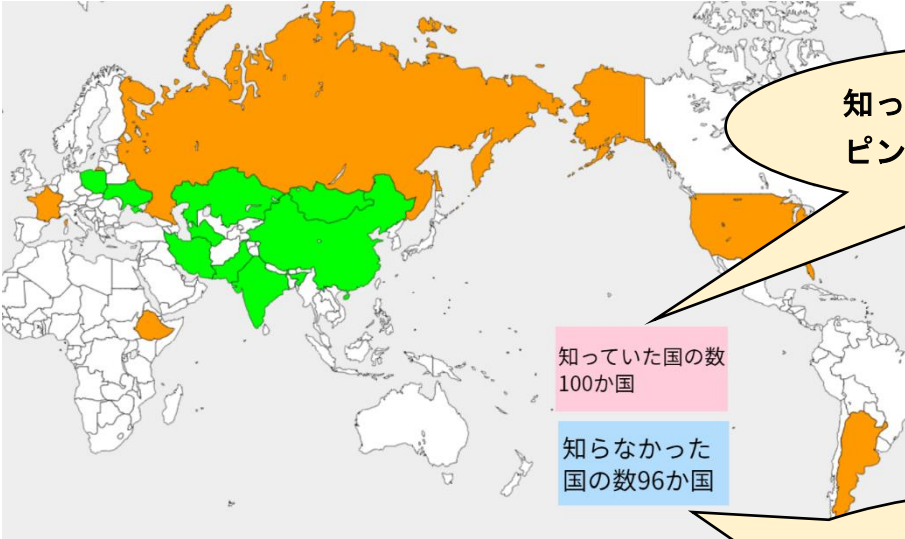 知っ
ピン
知っていた国の数
100か国
知らなかった
国の数96か国